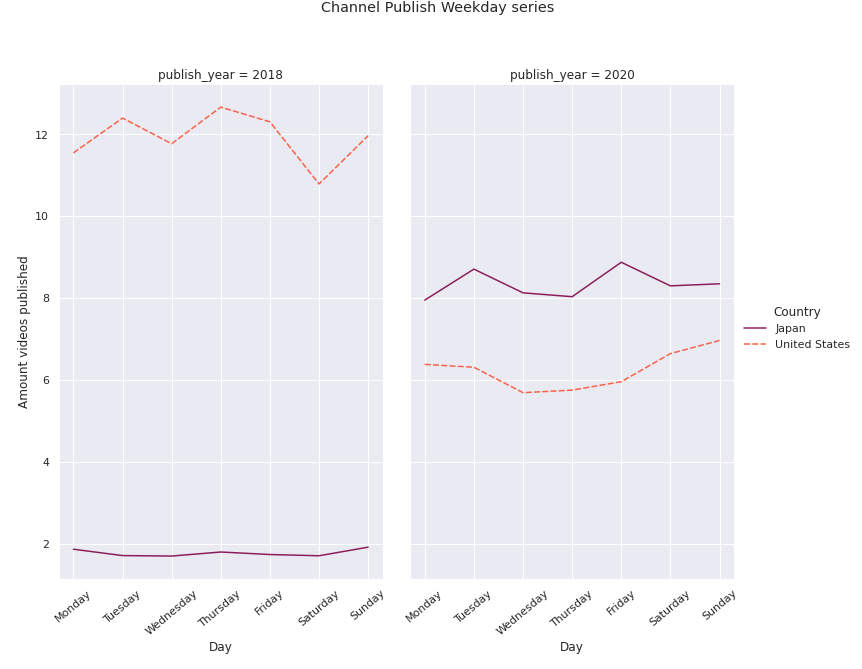 Channel Publish Weekday series
publish_year = 2018
publish_year = 2020
Amount videos published
12
10
8
6
4
2
Monday
Tuesday
Wednesday
Thursday
Friday
Saturday
Sunday
Day
Monday
Tuesday
Wednesday
Thursday
Friday
Saturday
Sunday
Day
Country
Japan
United States